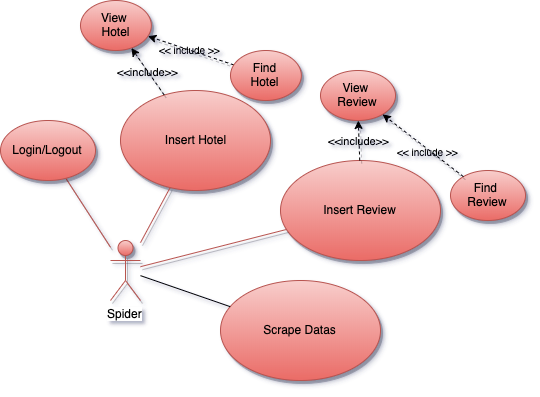 View
Hotel
<< include >>
<<include>>
Find
Hotel
View
Review
Insert Hotel
Login/Logout
<<include>>
<< include >>
Find
Review
Insert Review
Spider
Scrape Datas